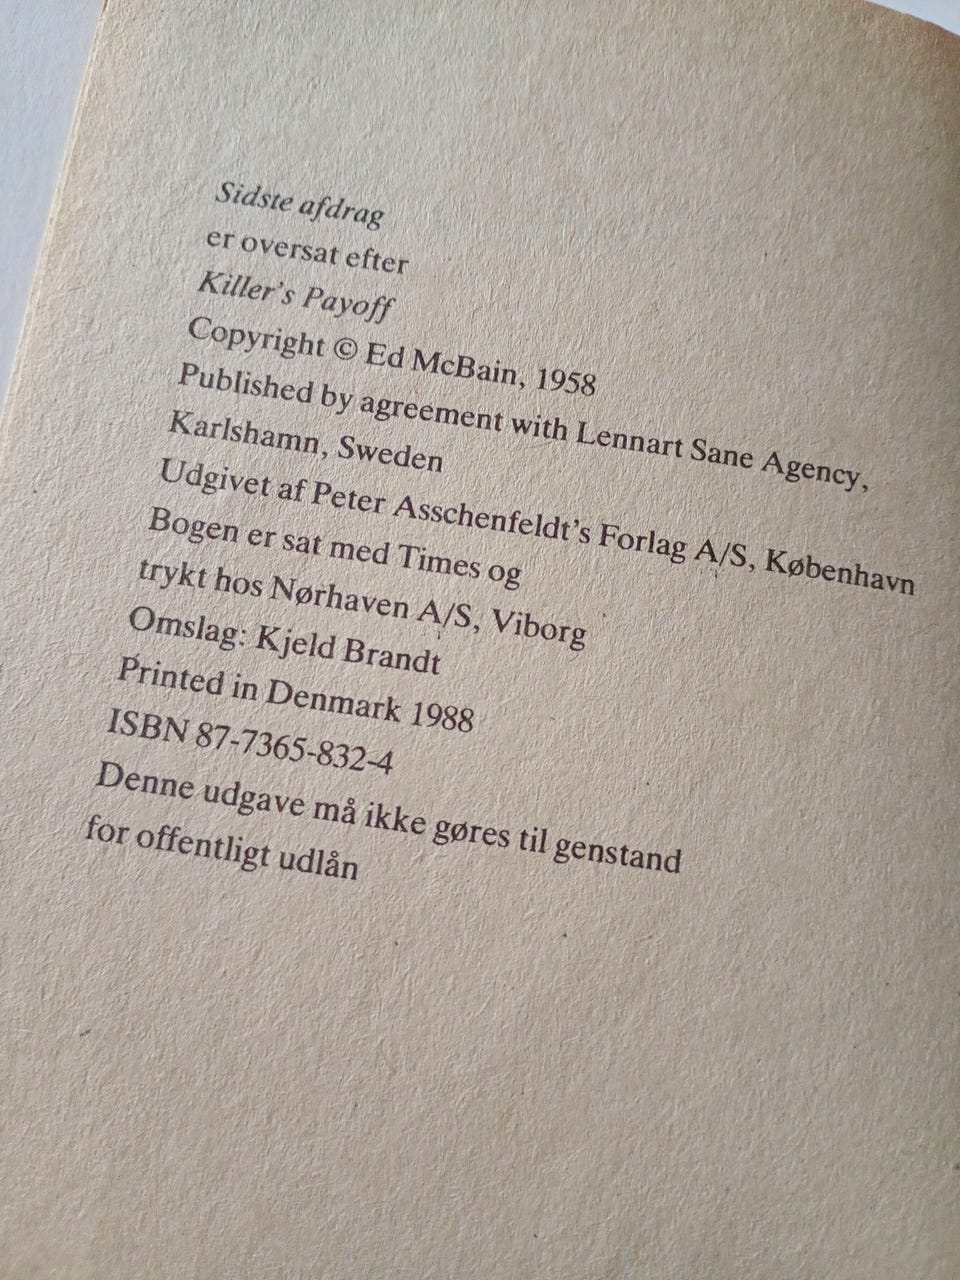 Sidste afdrag
er oversat efter
Killer's Payoff
Copyright © Ed McBain, 1958
Published by agreement with Lennart Sane Agency,
Karlshamn, Sweden
Udgivet af Peter Asschenfeldt's Forlag A/S, København
Bogen er sat med Times og
trykt hos Nørhaven A/S, Viborg
Omslag: Kjeld Brandt
Printed in Denmark 1988
ISBN 87-7365-832-4
Denne udgave må ikke gøres til genstand
for offentligt udlån